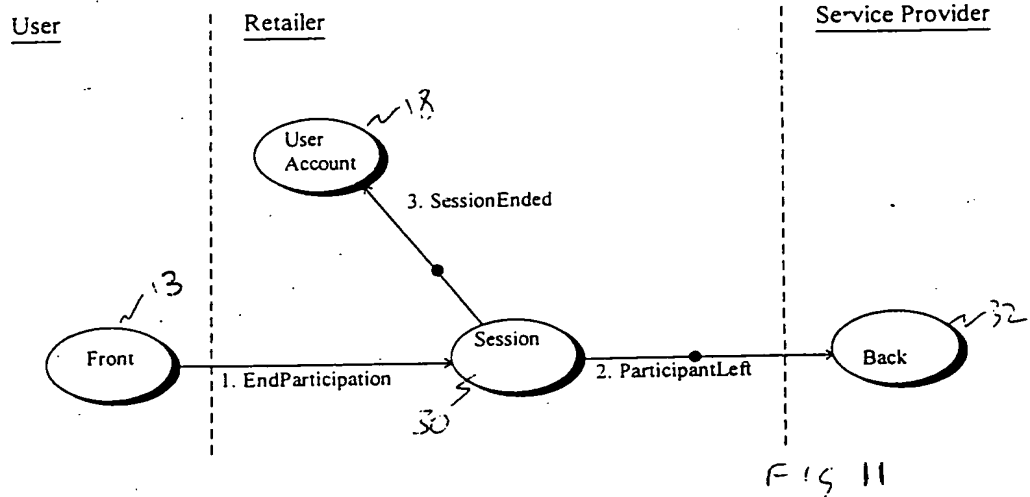 User
Retailer
Service Provider
18
User
Account
3. SessionEnded
13
32
Front
Session
Back
1. EndParticipation
2. ParticipantLeft
30
Fig 11